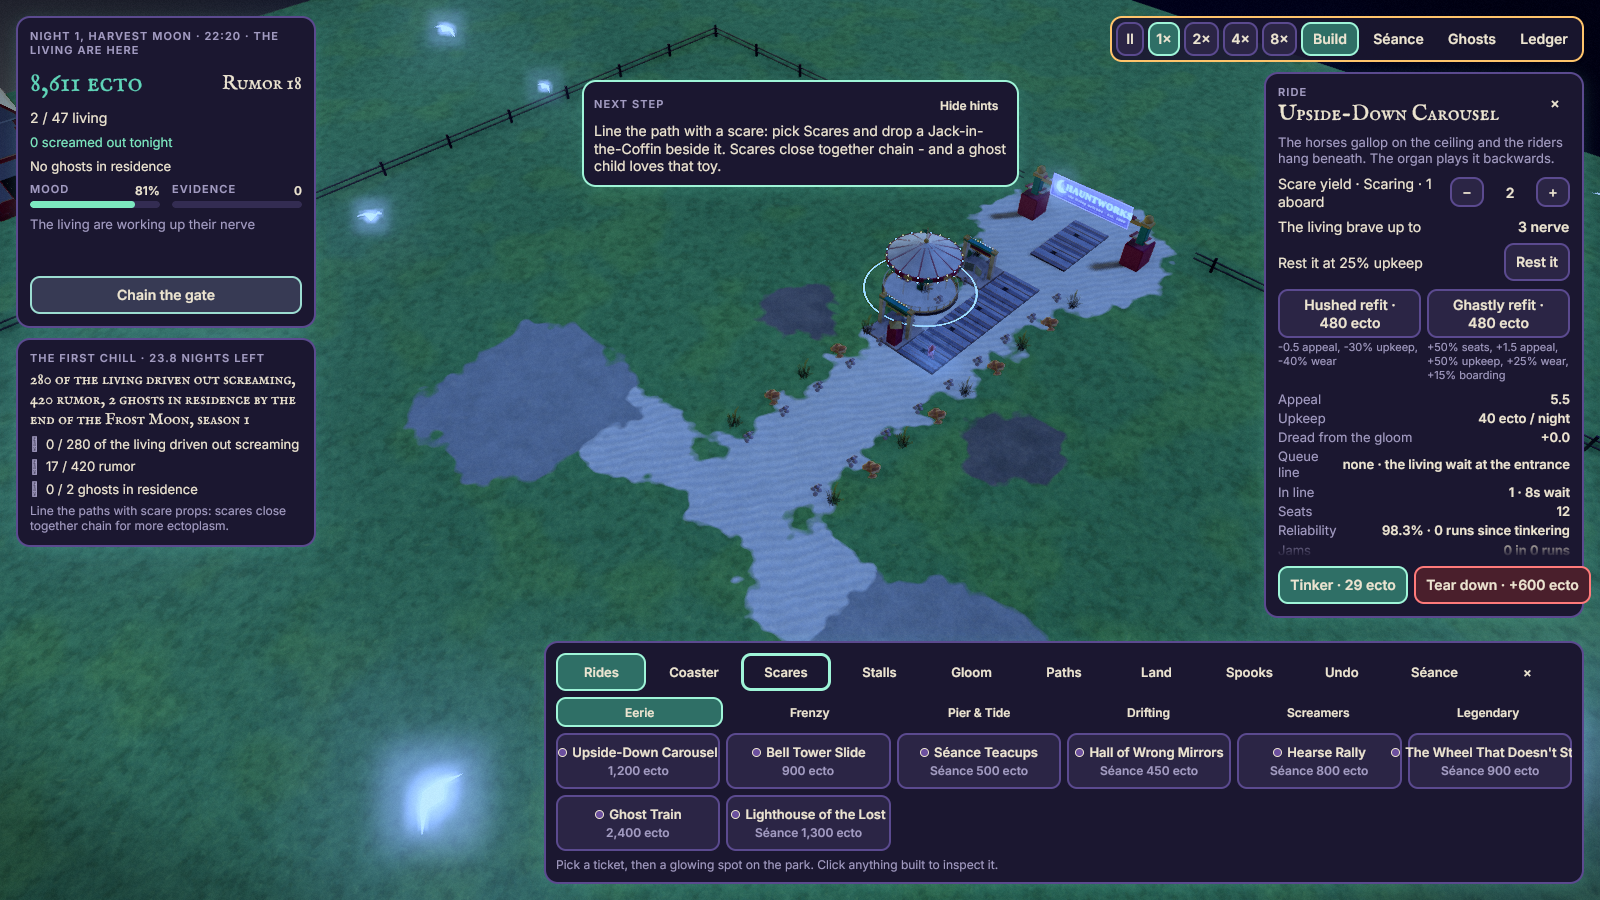 NIGHT 1, HARVEST MOON · 22:20 · THE
LIVING ARE HERE
8,611 ECTO
Rumor 18
2 / 47 living
0 screamed out tonight
No ghosts in residence
MOOD 81% EVIDENCE 0
The living are working up their nerve
Chain the gate
THE FIRST CHILL · 23.8 NIGHTS LEFT
280 of the living driven out screaming,
420 rumor, 2 ghosts in residence by the
end of the Frost Moon, season 1
0 / 280 of the living driven out screaming
17 / 420 rumor
0 / 2 ghosts in residence
Line the paths with scare props: scares close
together chain for more ectoplasm.
NEXT STEP
Hide hints
Line the path with a scare: pick Scares and drop a Jack-in-
the-Coffin beside it. Scares close together chain - and a ghost
child loves that toy.
HAUNTWORKS
II 1× 2× 4× 8× Build Séance Ghosts Ledger
RIDE
Upside-Down Carousel
×
The horses gallop on the ceiling and the riders
hang beneath. The organ plays it backwards.
Scare yield · Scaring · 1
aboard
− 2 +
The living brave up to 3 nerve
Rest it at 25% upkeep Rest it
Hushed refit ·
480 ecto
Ghastly refit ·
480 ecto
-0.5 appeal, -30% upkeep,
-40% wear
+50% seats, +1.5 appeal,
+50% upkeep, +25% wear,
+15% boarding
Appeal 5.5
Upkeep 40 ecto / night
Dread from the gloom +0.0
Queue
line
none · the living wait at the entrance
In line 1 · 8s wait
Seats 12
Reliability 98.3% · 0 runs since tinkering
Jams 0 in 0 runs
Tinker · 29 ecto
Tear down · +600 ecto
Rides Coaster Scares Stalls Gloom Paths Land Spooks Undo Séance ×
Eerie Frenzy Pier & Tide Drifting Screamers Legendary
Upside-Down Carousel
1,200 ecto
Bell Tower Slide
900 ecto
Séance Teacups
Séance 500 ecto
Hall of Wrong Mirrors
Séance 450 ecto
Hearse Rally
Séance 800 ecto
The Wheel That Doesn't St
Séance 900 ecto
Ghost Train
2,400 ecto
Lighthouse of the Lost
Séance 1,300 ecto
Pick a ticket, then a glowing spot on the park. Click anything built to inspect it.